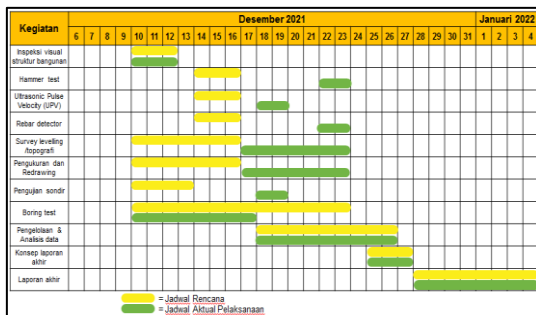 Kegiatan
Desember 2021
Januari 2022
6 7 8 9 10 11 12 13 14 15 16 17 18 19 20 21 22 23 24 25 26 27 28 29 30 31 1 2 3 4
Inspeksi visual
struktur bangunan
Hammer test
Ultrasonic Pulse
Velocity (UPV)
Rebar detector
Survey levelling
/topografi
Pengukuran dan
Redrawing
Pengujian sondir
Boring test
Pengelolaan &
Analisis data
Konsep laporan
akhir
Laporan akhir
= Jadwal Rencana
= Jadwal Aktual Pelaksanaan